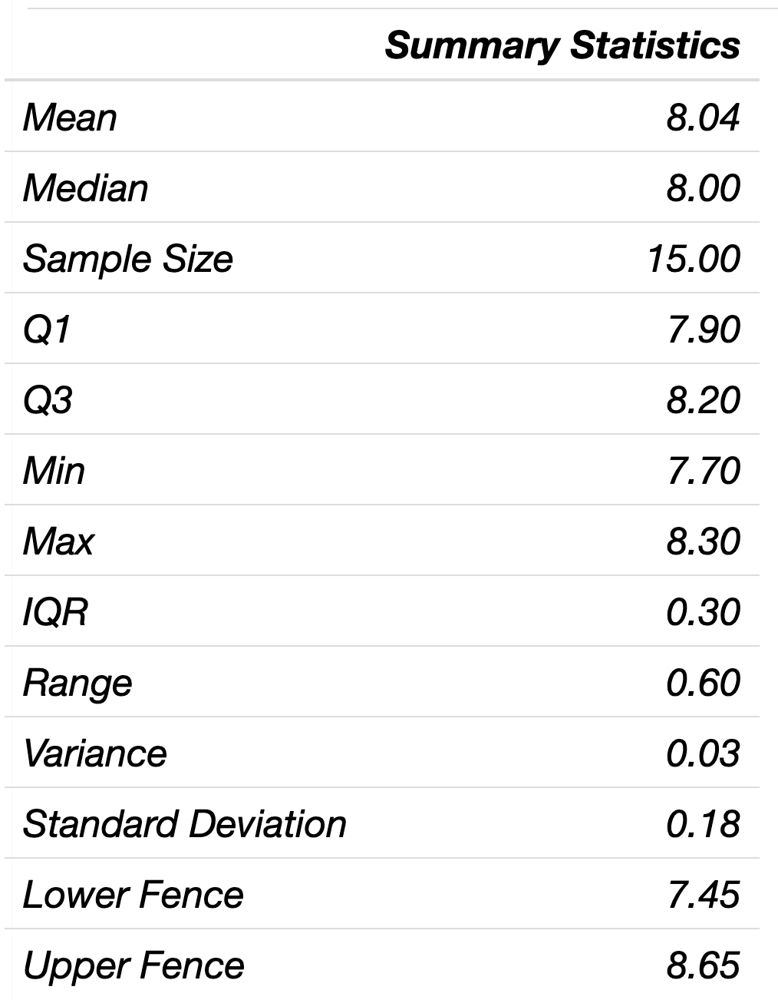 Summary Statistics
Mean 8.04
Median 8.00
Sample Size 15.00
Q1 7.90
Q3 8.20
Min 7.70
Max 8.30
IQR 0.30
Range 0.60
Variance 0.03
Standard Deviation 0.18
Lower Fence 7.45
Upper Fence 8.65